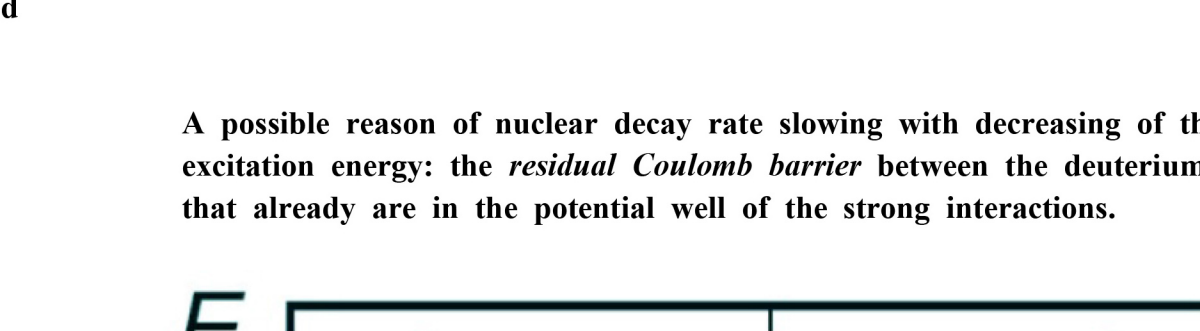 d
A possible reason of nuclear decay rate slowing with decreasing of th
excitation energy: the residual Coulomb barrier between the deuterium
that already are in the potential well of the strong interactions.
E